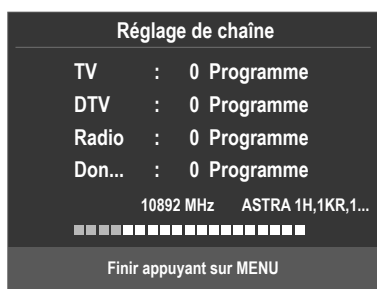 Réglage de chaîne
TV : 0 Programme
DTV : 0 Programme
Radio : 0 Programme
Don... : 0 Programme
10892 MHz ASTRA 1H,1KR,1...
Finir appuyant sur MENU